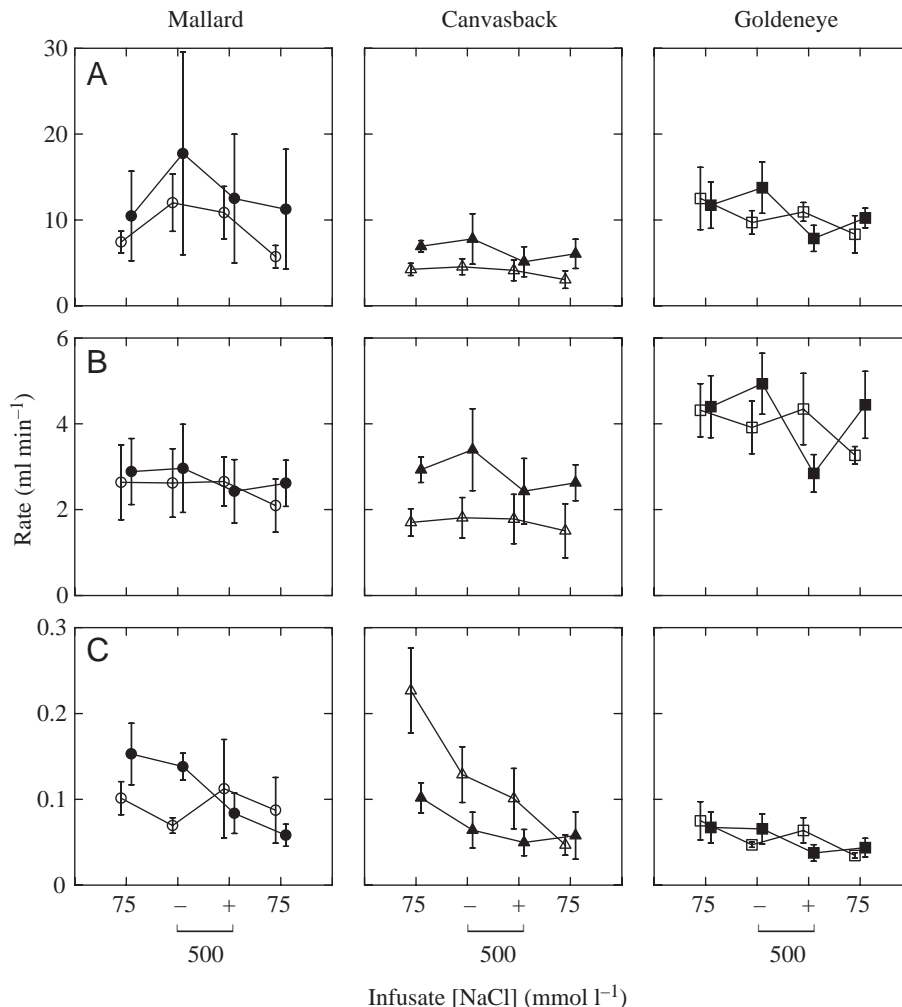 Mallard Canvasback Goldeneye
A
30
20
10
0
B
6
4
2
0
Rate (ml min⁻¹)
C
0.3
0.2
0.1
0
75 – + 75 75 – + 75 75 – + 75
500 500 500
Infusate [NaCl] (mmol l⁻¹)